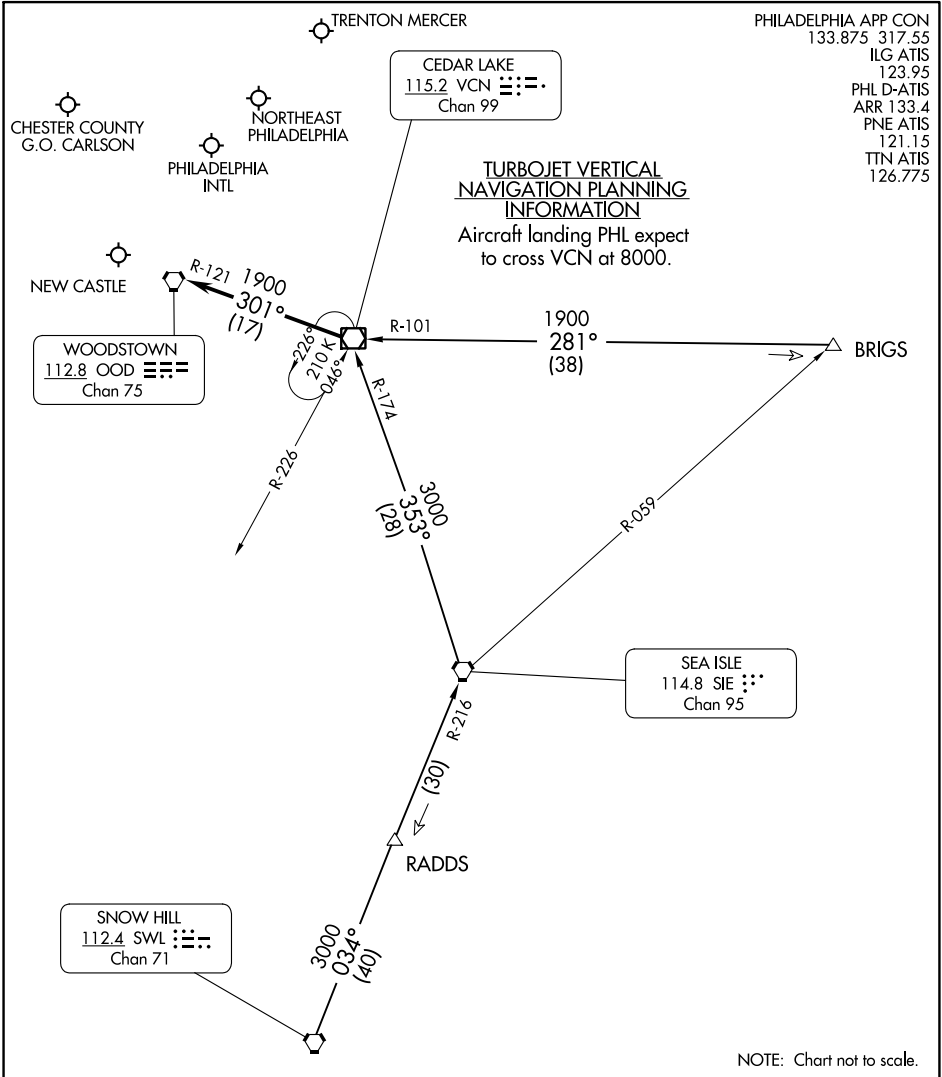 TRENTON MERCER
PHILADELPHIA APP CON
133.875 317.55
ILG ATIS
123.95
PHL D-ATIS
ARR 133.4
PNE ATIS
121.15
TTN ATIS
126.775
CEDAR LAKE
115.2 VCN
Chan 99
CHESTER COUNTY
G.O. CARLSON
NORTHEAST
PHILADELPHIA
PHILADELPHIA
INTL
TURBOJET VERTICAL
NAVIGATION PLANNING
INFORMATION
Aircraft landing PHL expect
to cross VCN at 8000.
NEW CASTLE
R-121
1900
301°
(17)
WOODSTOWN
112.8 OOD
Chan 75
226°
210 K
046°
R-226
R-101
1900
281°
(38)
BRIGS
R-174
3000
353°
(28)
R-059
SEA ISLE
114.8 SIE
Chan 95
R-216
(30)
RADDS
SNOW HILL
112.4 SWL
Chan 71
3000
034°
(40)
NOTE: Chart not to scale.